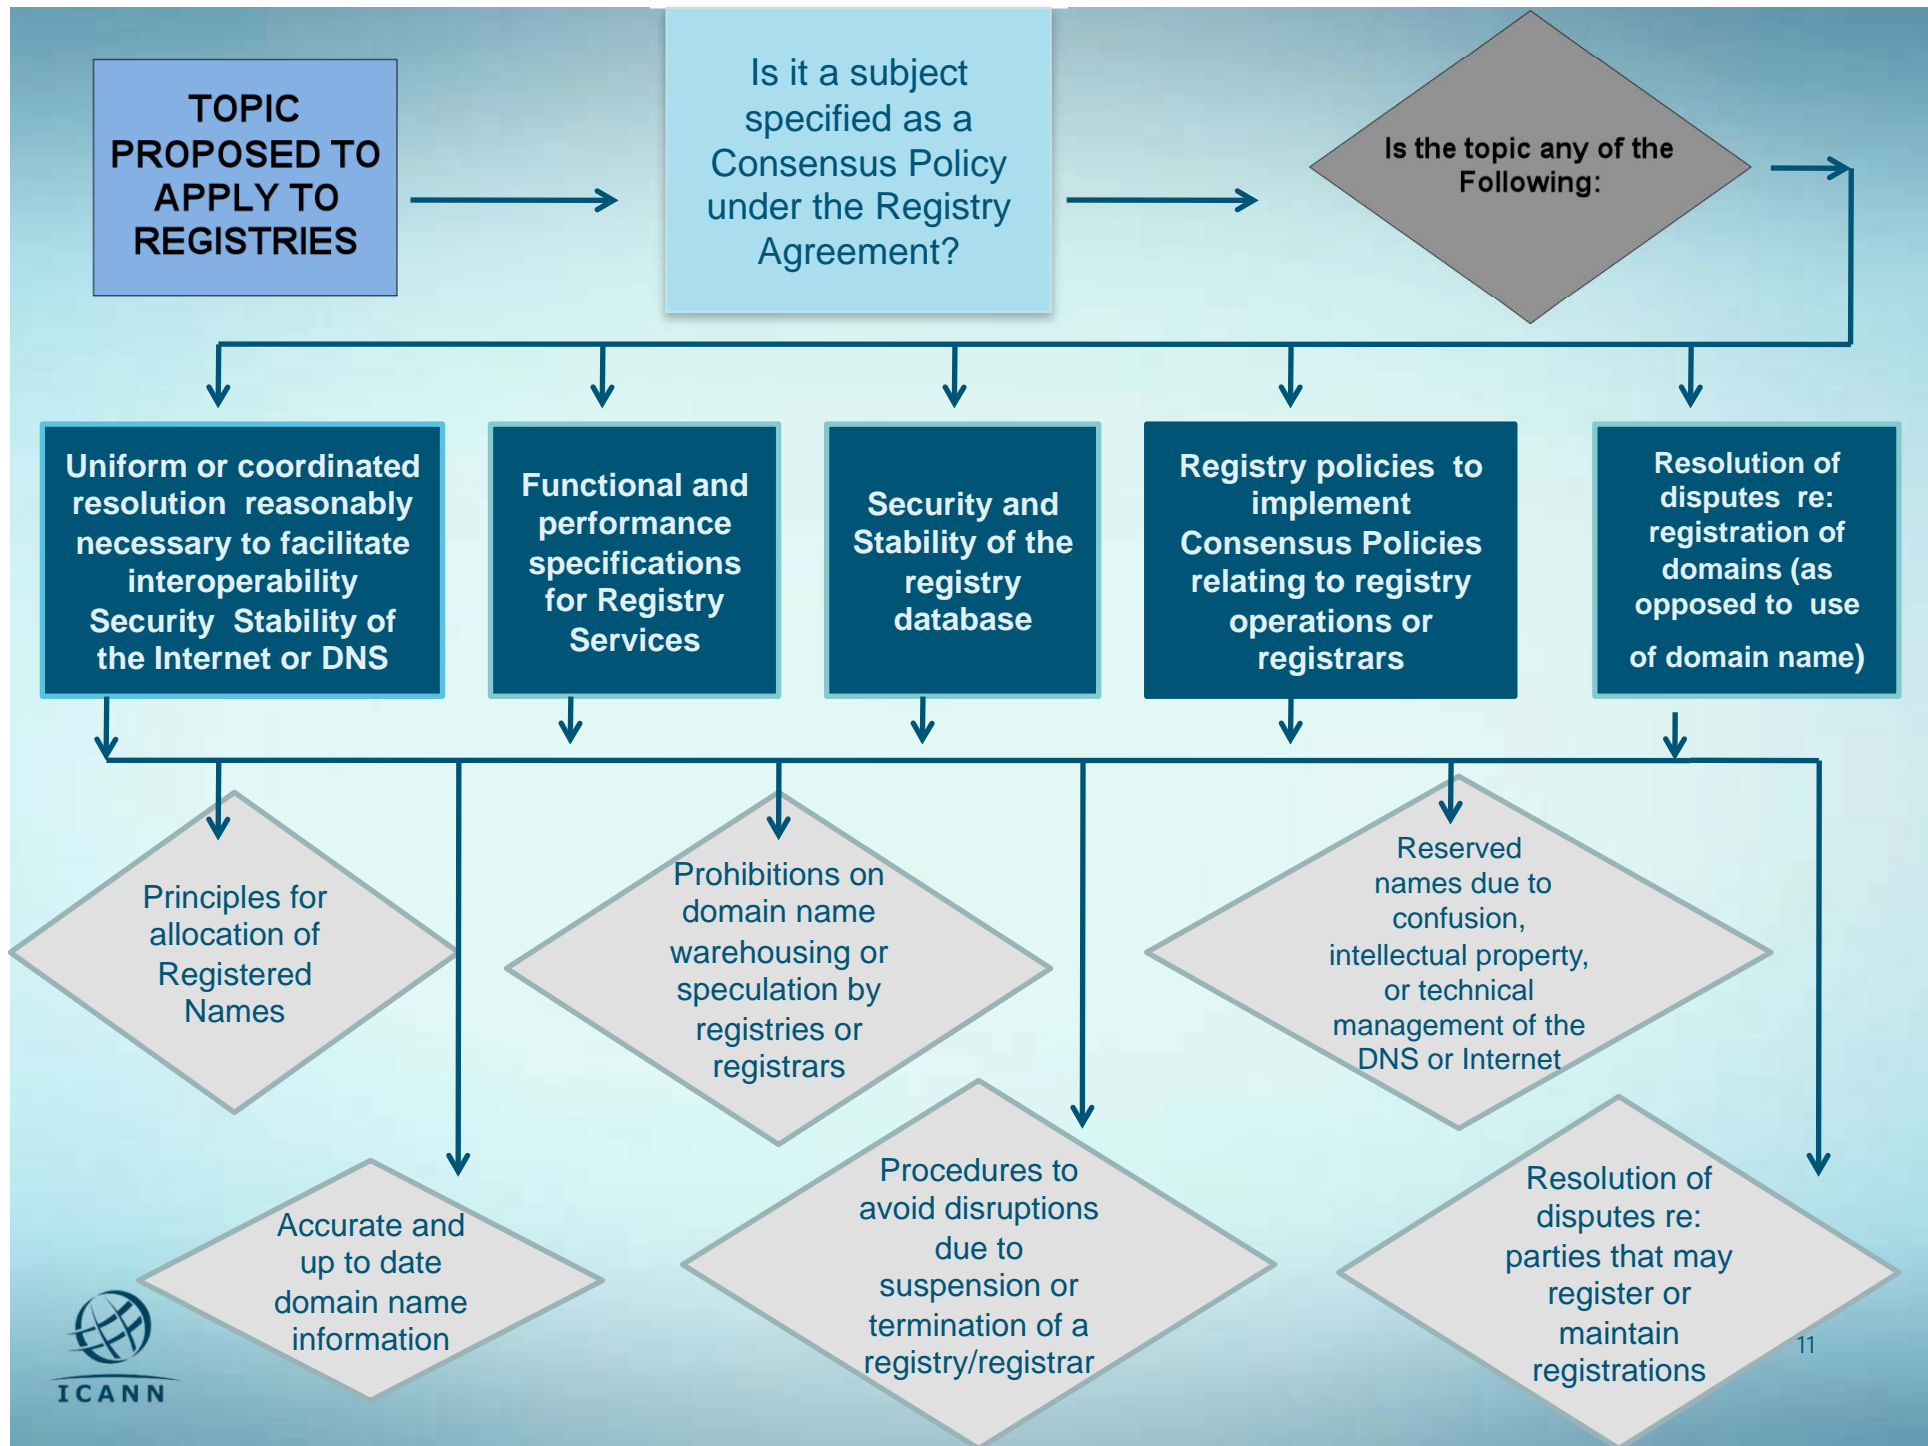 TOPIC
PROPOSED TO
APPLY TO
REGISTRIES
Is it a subject
specified as a
Consensus Policy
under the Registry
Agreement?
Is the topic any of the
Following:
Uniform or coordinated
resolution reasonably
necessary to facilitate
interoperability
Security Stability of
the Internet or DNS
Functional and
performance
specifications
for Registry
Services
Security and
Stability of the
registry
database
Registry policies to
implement
Consensus Policies
relating to registry
operations or
registrars
Resolution of
disputes re:
registration of
domains (as
opposed to use
of domain name)
Principles for
allocation of
Registered
Names
Prohibitions on
domain name
warehousing or
speculation by
registries or
registrars
Reserved
names due to
confusion,
intellectual property,
or technical
management of the
DNS or Internet
Accurate and
up to date
domain name
information
Procedures to
avoid disruptions
due to
suspension or
termination of a
registry/registrar
Resolution of
disputes re:
parties that may
register or
maintain
registrations
11
ICANN